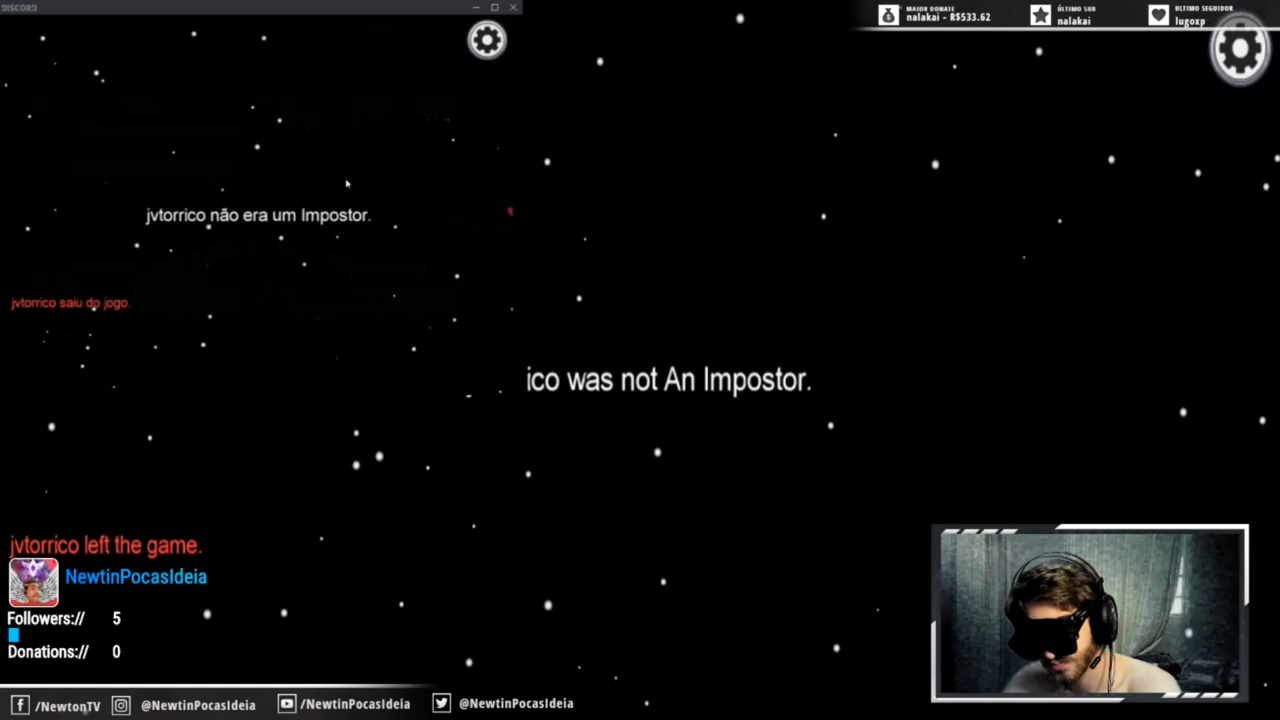 DISCORD
MAIOR DONATE
nalakai - R$533.62
ÚLTIMO SUB
nalakai
ULTIMO SEGUIDOR
lugoxp
jvtorrico não era um Impostor.
jvtorrico saiu do jogo.
ico was not An Impostor.
jvtorrico left the game.
NewtinPocasIdeia
Followers:// 5
Donations:// 0
/NewtonTV
@NewtinPocasIdeia
/NewtinPocasIdeia
@NewtinPocasIdeia